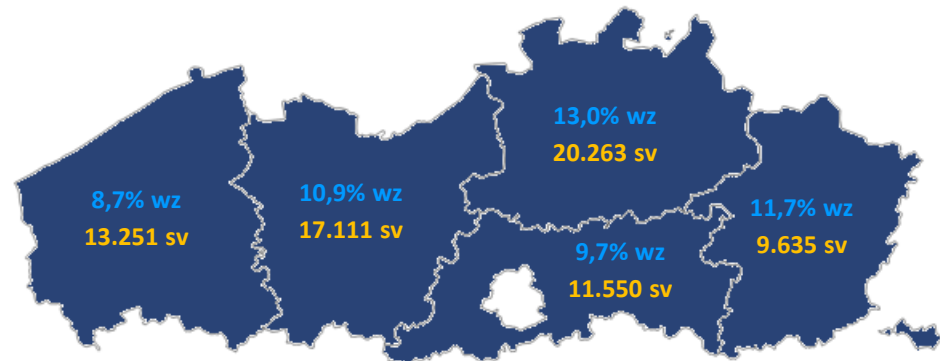 13,0% wz
20.263 sv
8,7% wz
13.251 sv
10,9% wz
17.111 sv
11,7% wz
9.635 sv
9,7% wz
11.550 sv